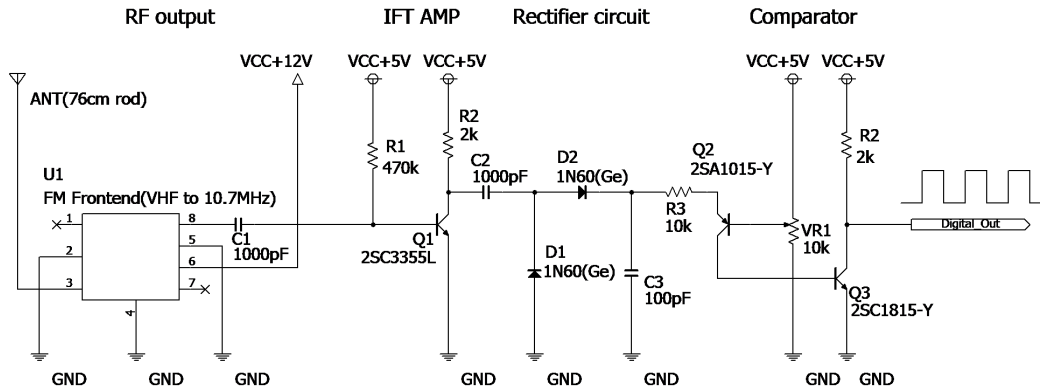 RF output
IFT AMP
Rectifier circuit
Comparator
VCC+12V
VCC+5V
VCC+5V
VCC+5V
VCC+5V
ANT(76cm rod)
R1
470k
R2
2k
C2
1000pF
D2
1N60(Ge)
Q2
2SA1015-Y
R2
2k
U1
FM Frontend(VHF to 10.7MHz)
1
2
3
4
8
5
6
7
C1
1000pF
Q1
2SC3355L
D1
1N60(Ge)
R3
10k
C3
100pF
VR1
10k
Digital_Out
Q3
2SC1815-Y
GND
GND
GND
GND
GND
GND
GND
GND